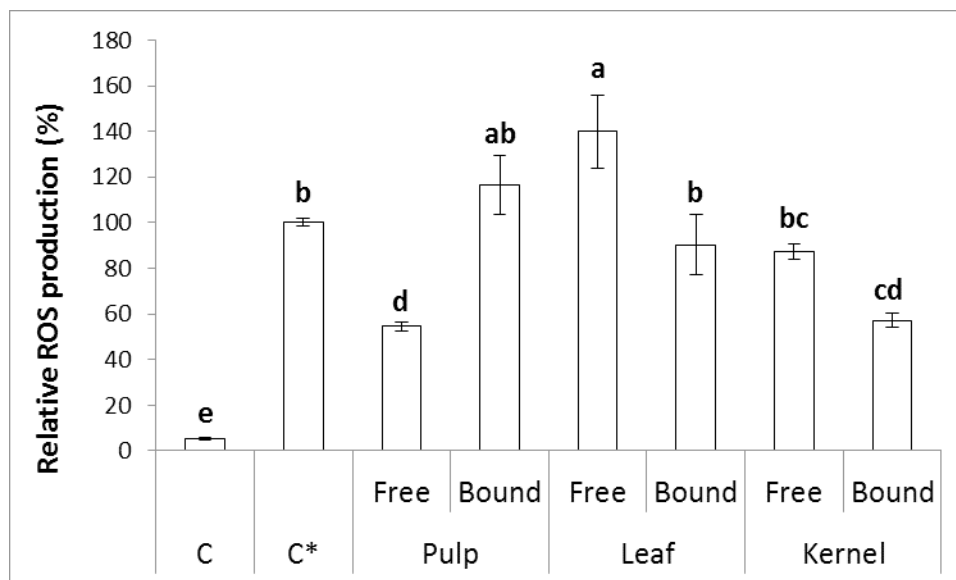 Relative ROS production (%)
180
160
140
120
100
80
60
40
20
0
e
b
d
ab
a
b
bc
cd
Free Bound Free Bound Free Bound
C C* Pulp Leaf Kernel